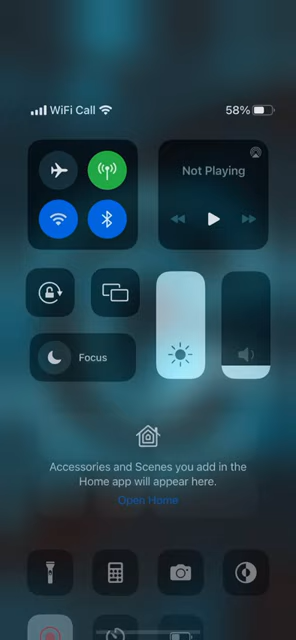 WiFi Call
58%
Not Playing
Focus
Accessories and Scenes you add in the
Home app will appear here.
Open Home